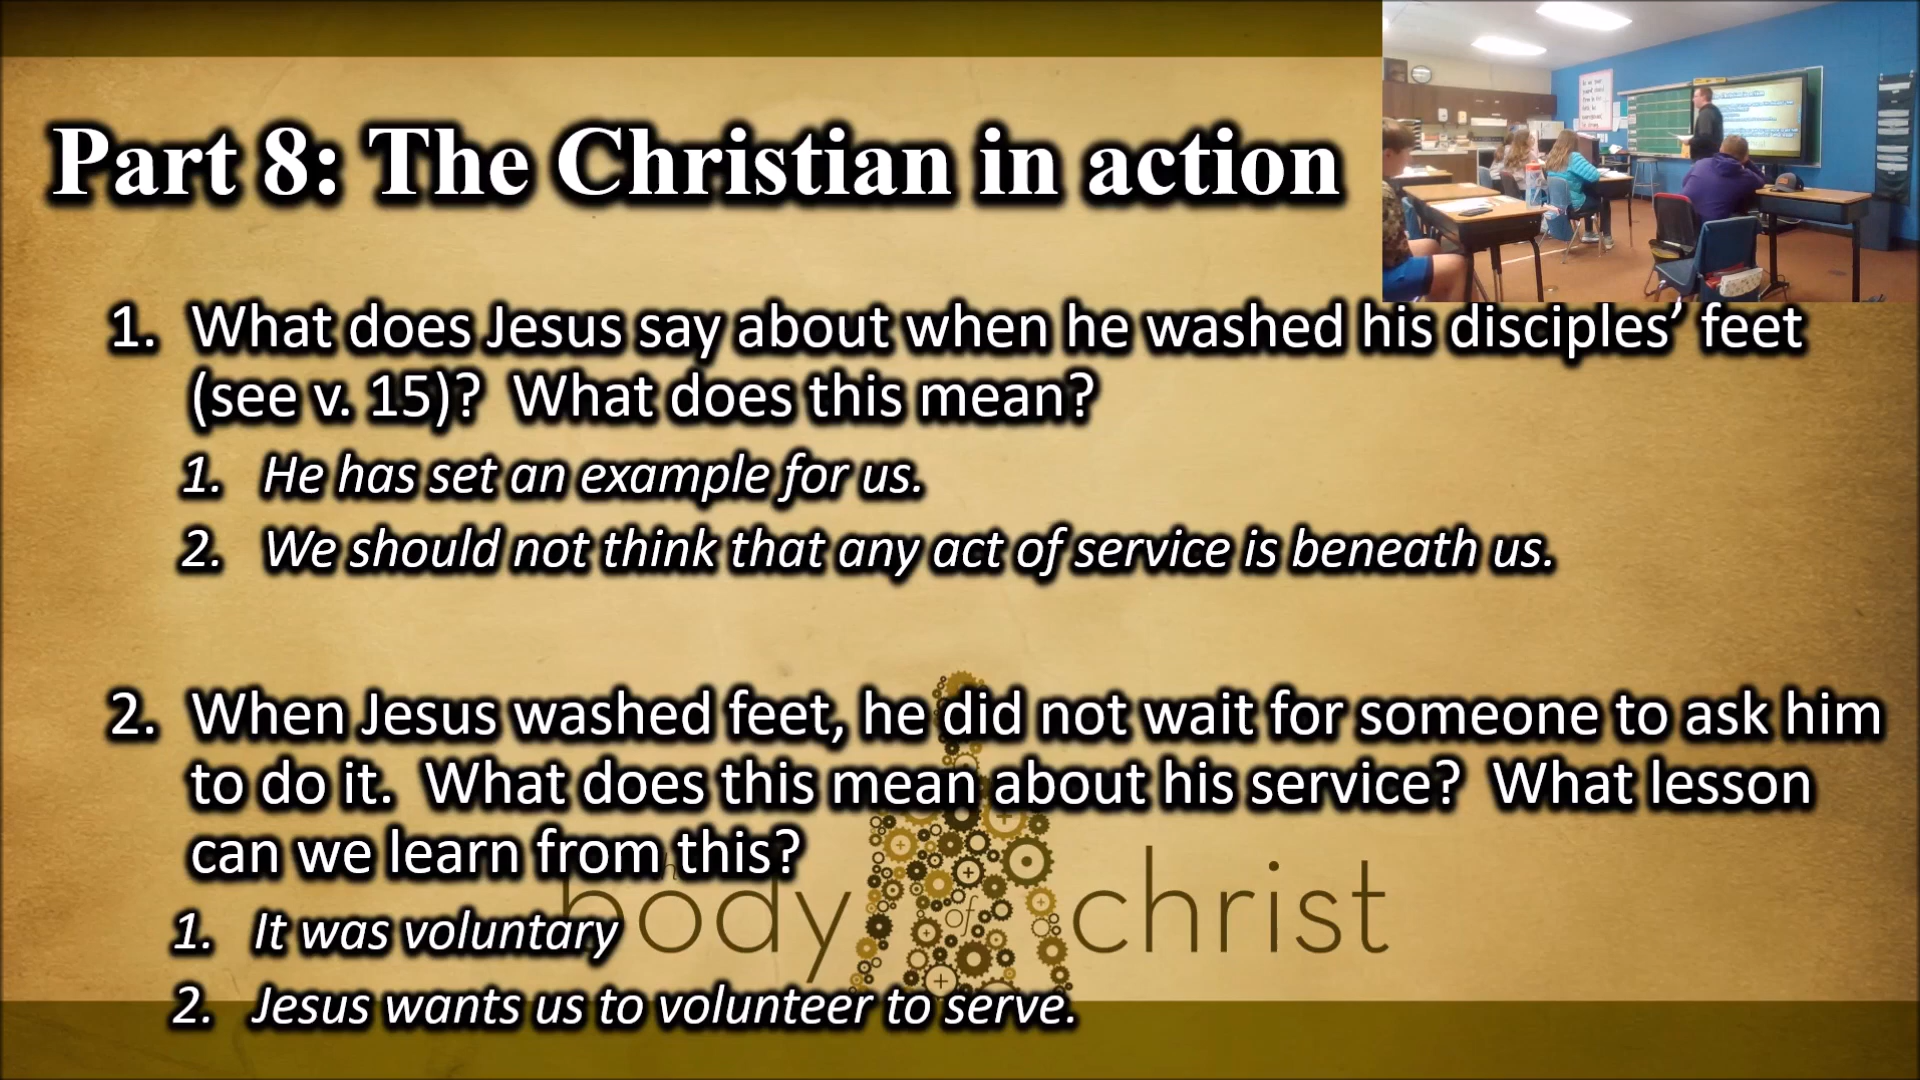 Part 8: The Christian in action
1. What does Jesus say about when he washed his disciples’ feet
(see v. 15)? What does this mean?
1. He has set an example for us.
2. We should not think that any act of service is beneath us.
2. When Jesus washed feet, he did not wait for someone to ask him
to do it. What does this mean about his service? What lesson
can we learn from this?
1. It was voluntary
2. Jesus wants us to volunteer to serve.
body of christ